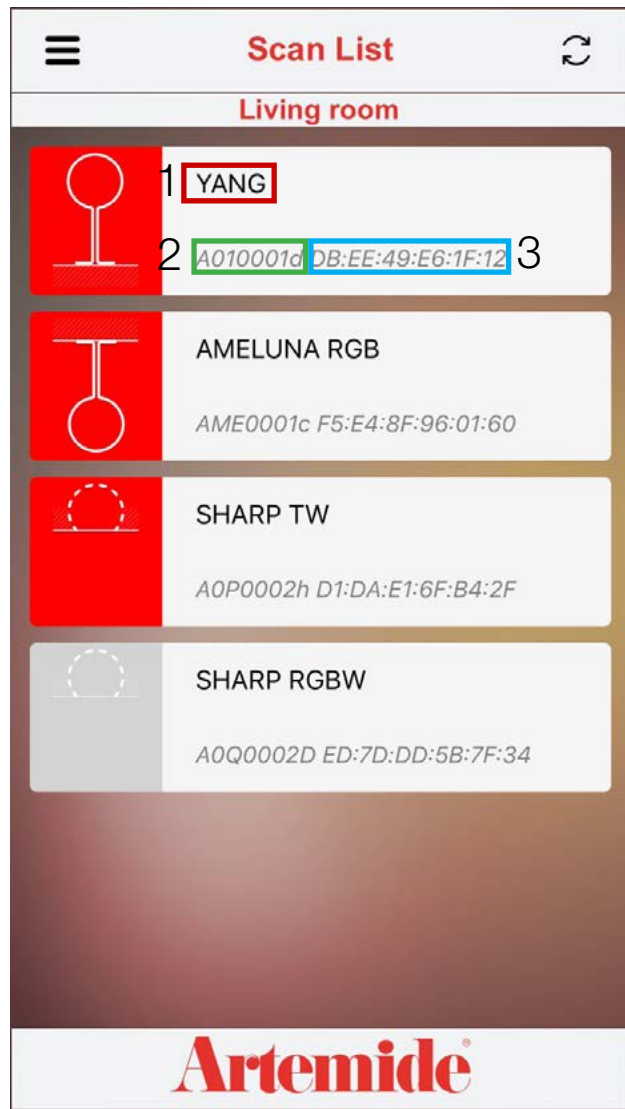 Scan List
Living room
1 YANG
2 A010001d DB:EE:49:E6:1F:12 3
AMELUNA RGB
AME0001c F5:E4:8F:96:01:60
SHARP TW
A0P0002h D1:DA:E1:6F:B4:2F
SHARP RGBW
A0Q0002D ED:7D:DD:5B:7F:34
Artemide®